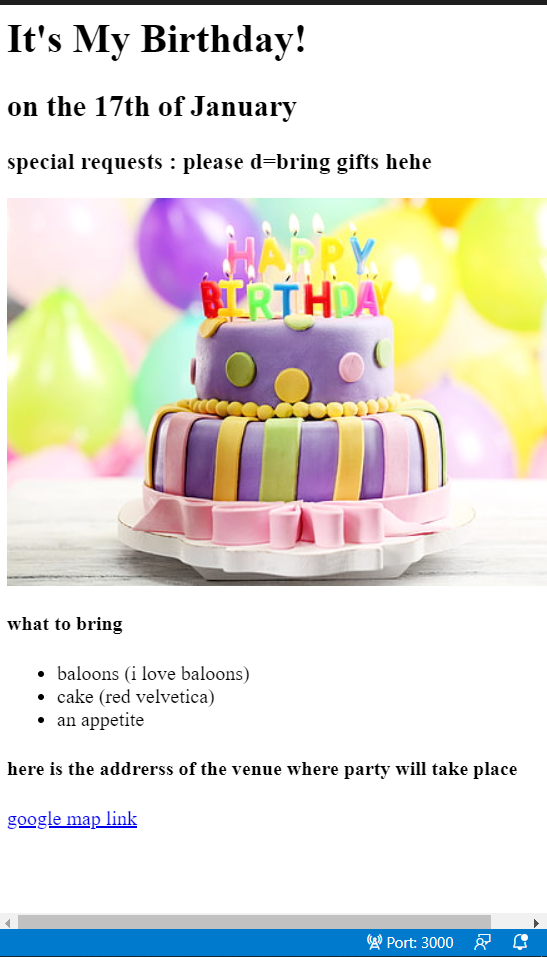 It's My Birthday!
on the 17th of January
special requests : please d=bring gifts hehe
HAPPY
BIRTHDAY
what to bring
baloons (i love baloons)
cake (red velvetica)
an appetite
here is the addrerss of the venue where party will take place
google map link
Port: 3000